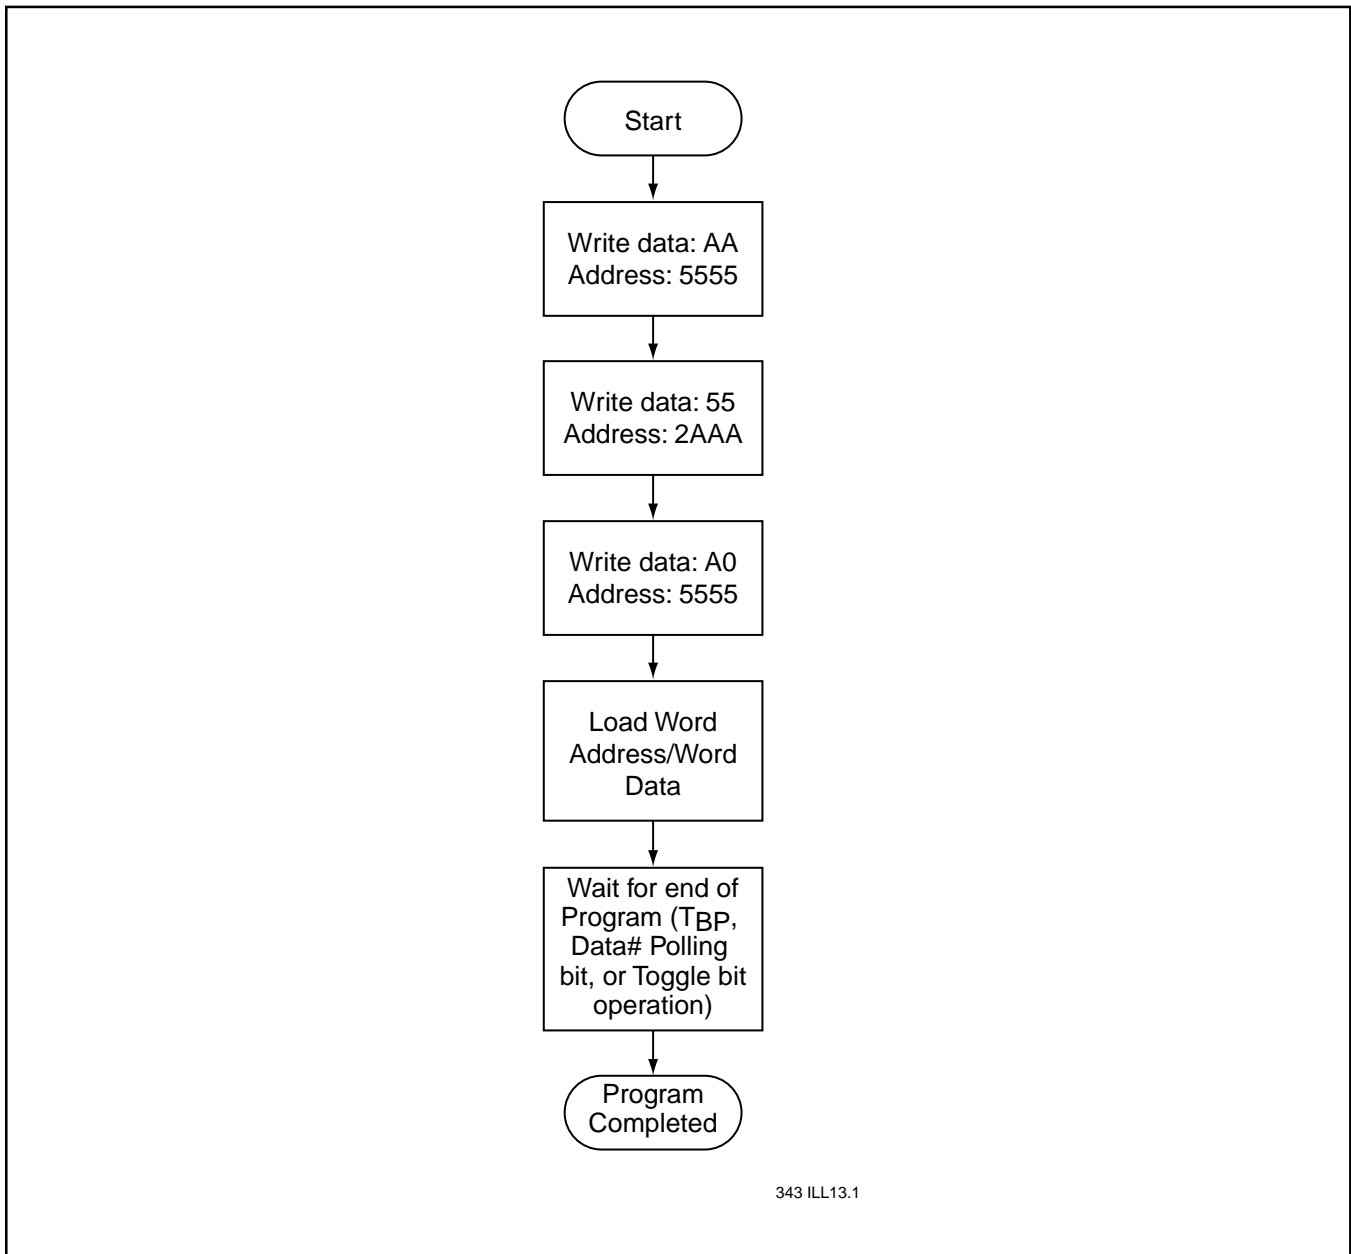 Start
Write data: AA
Address: 5555
Write data: 55
Address: 2AAA
Write data: A0
Address: 5555
Load Word
Address/Word
Data
Wait for end of
Program (TBP,
Data# Polling
bit, or Toggle bit
operation)
Program
Completed
343 ILL13.1